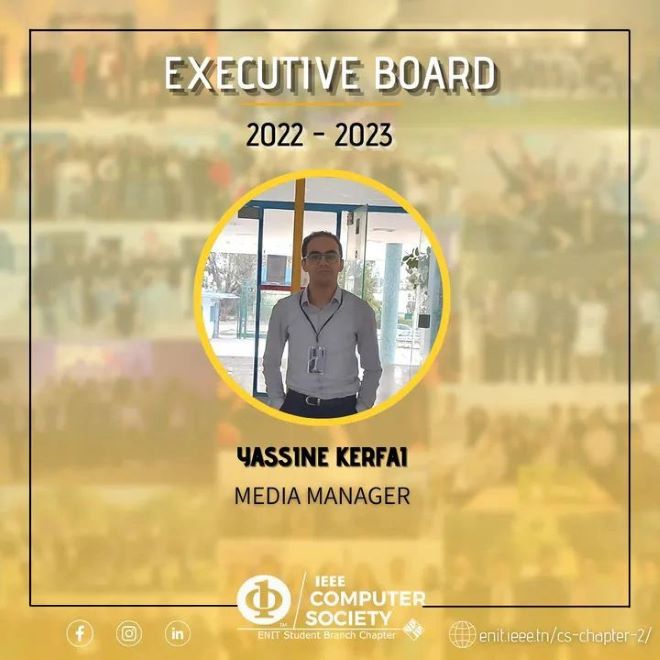 EXECUTIVE BOARD
2022 - 2023
YASSINE KERFAI
MEDIA MANAGER
IEEE
COMPUTER
SOCIETY
TM
ENIT Student Branch Chapter
enit.ieee.tn/cs-chapter-2/